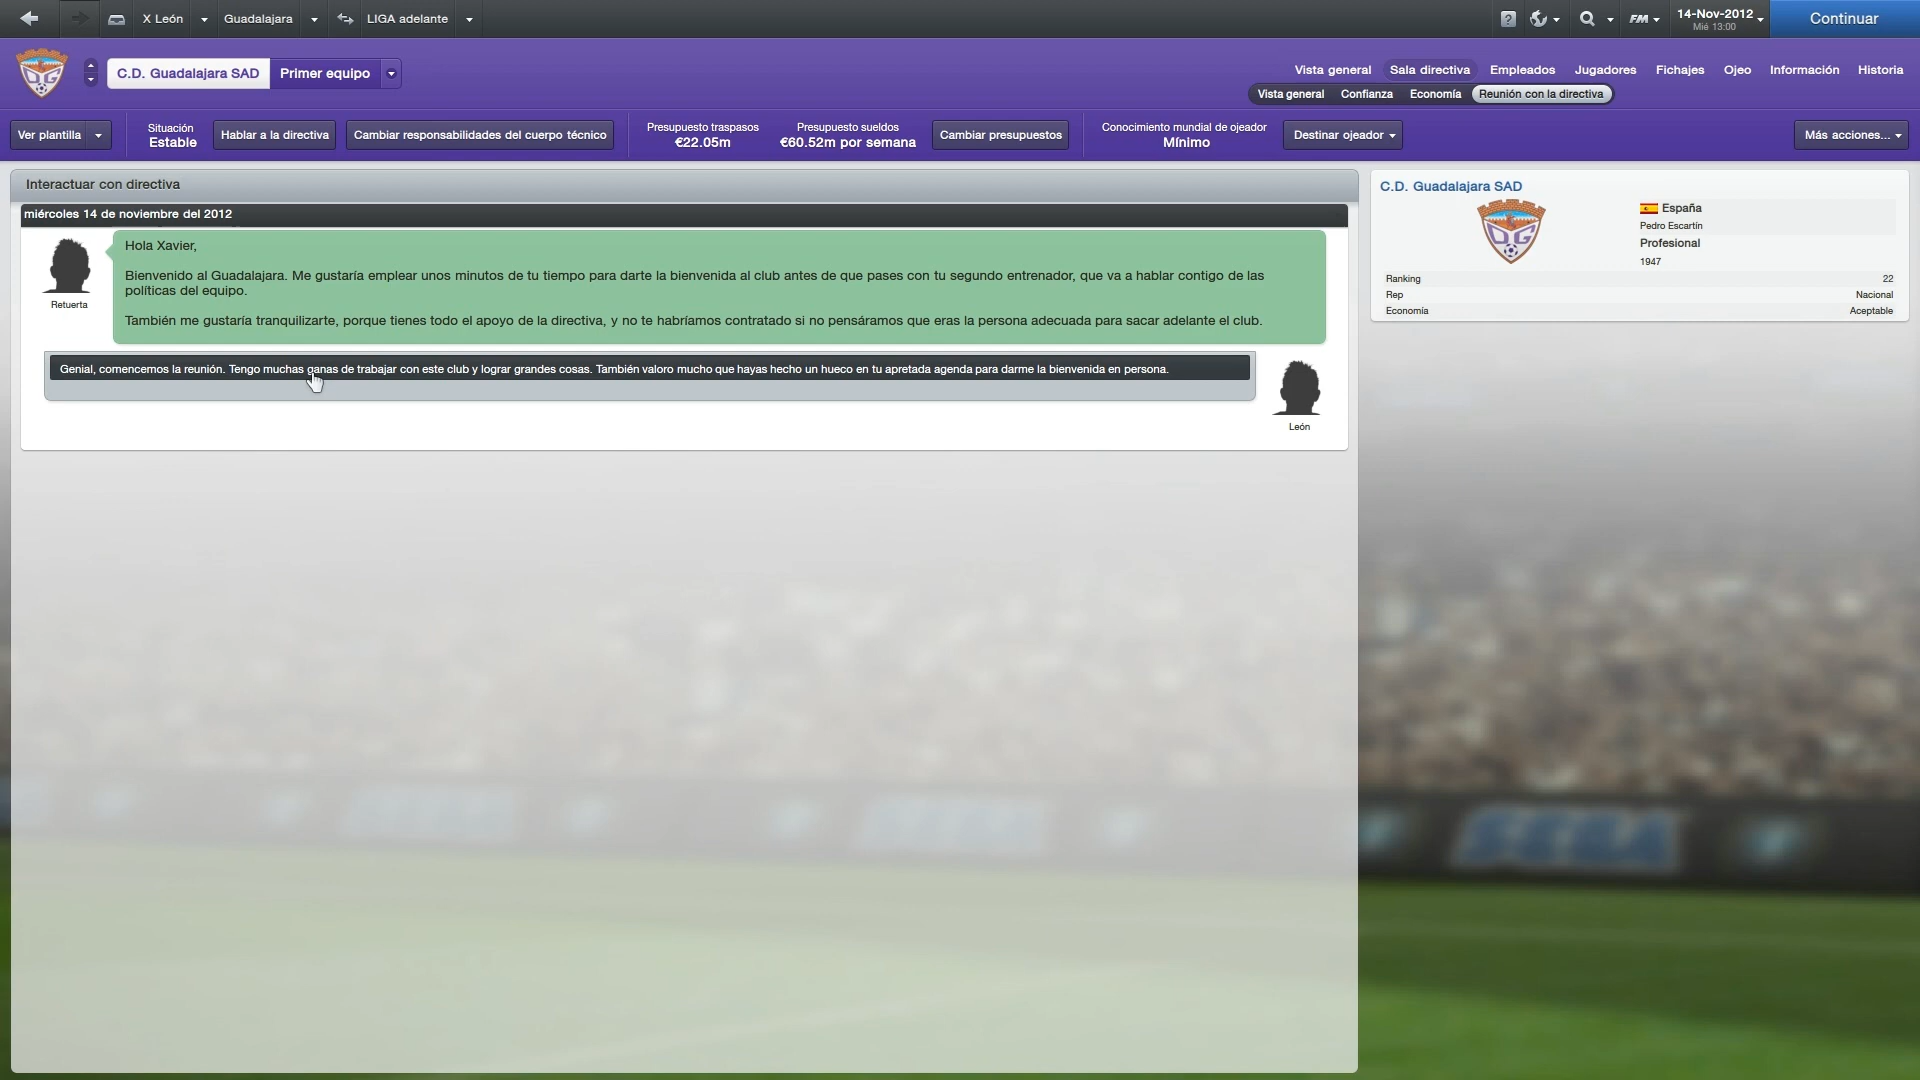 X León
Guadalajara
LIGA adelante
?
FM
14-Nov-2012
Mié 13:00
Continuar
C.D. Guadalajara SAD
Primer equipo
Vista general
Sala directiva
Empleados
Jugadores
Fichajes
Ojeo
Información
Historia
Vista general
Confianza
Economía
Reunión con la directiva
Ver plantilla
Situación
Estable
Hablar a la directiva
Cambiar responsabilidades del cuerpo técnico
Presupuesto traspasos
€22.05m
Presupuesto sueldos
€60.52m por semana
Cambiar presupuestos
Conocimiento mundial de ojeador
Mínimo
Destinar ojeador
Más acciones...
Interactuar con directiva
miércoles 14 de noviembre del 2012
Hola Xavier,
Bienvenido al Guadalajara. Me gustaría emplear unos minutos de tu tiempo para darte la bienvenida al club antes de que pases con tu segundo entrenador, que va a hablar contigo de las
políticas del equipo.
También me gustaría tranquilizarte, porque tienes todo el apoyo de la directiva, y no te habríamos contratado si no pensáramos que eras la persona adecuada para sacar adelante el club.
Retuerta
Genial, comencemos la reunión. Tengo muchas ganas de trabajar con este club y lograr grandes cosas. También valoro mucho que hayas hecho un hueco en tu apretada agenda para darme la bienvenida en persona.
León
C.D. Guadalajara SAD
España
Pedro Escartín
Profesional
1947
Ranking 22
Rep Nacional
Economía Aceptable
SEGA